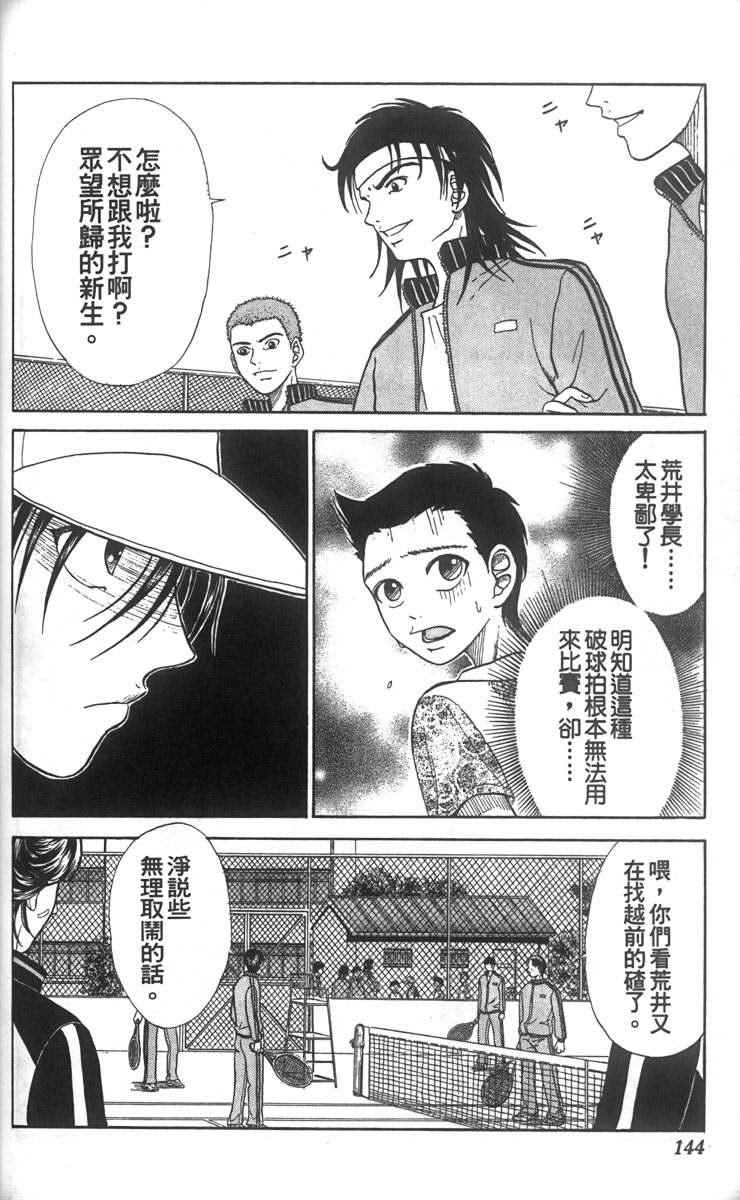 怎麼啦？
不想跟我打啊？
眾望所歸的新生。
ニャ
ニャ
ニャ
荒井學長……
太卑鄙了！
明知道這種
破球拍根本無法用
來比賽，卻……
喂，你們看荒井又
在找越前的碴了。
淨說些
無理取鬧的話。
144